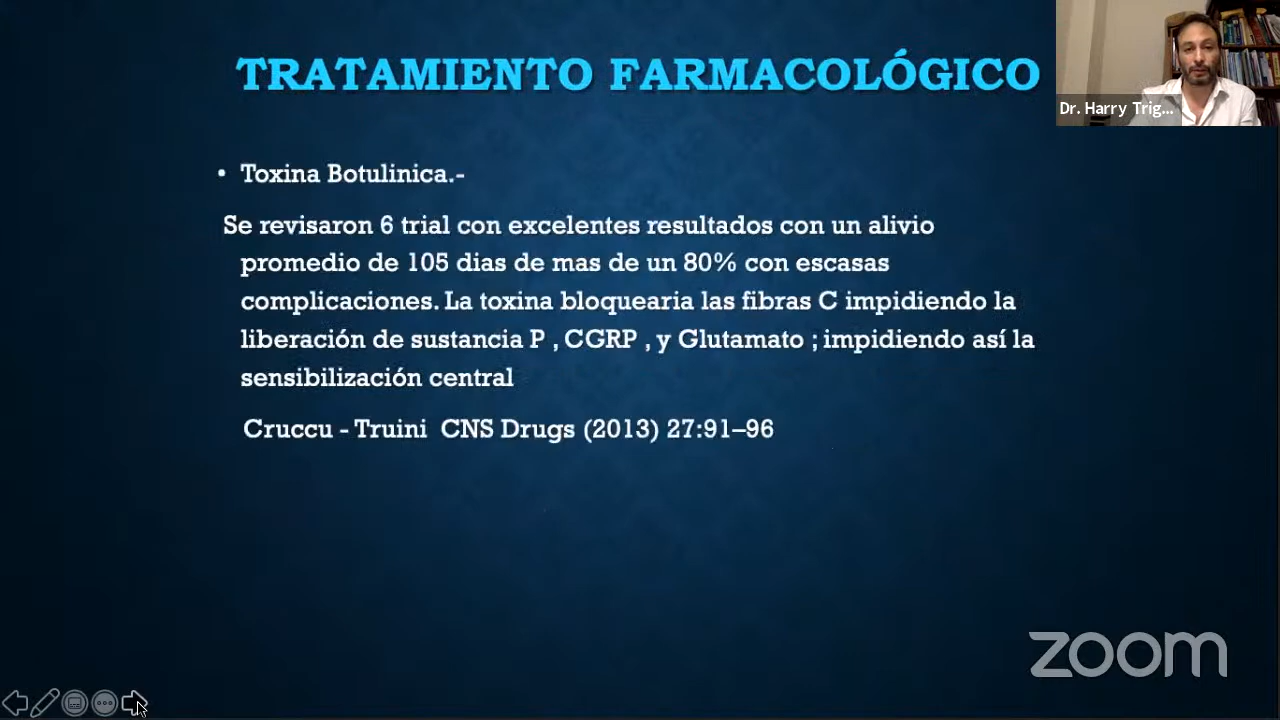 TRATAMIENTO FARMACOLÓGICO
Dr. Harry Trig...
• Toxina Botulinica.-
Se revisaron 6 trial con excelentes resultados con un alivio
promedio de 105 dias de mas de un 80% con escasas
complicaciones. La toxina bloquearia las fibras C impidiendo la
liberación de sustancia P , CGRP , y Glutamato ; impidiendo así la
sensibilización central
Cruccu - Truini CNS Drugs (2013) 27:91–96
zoom